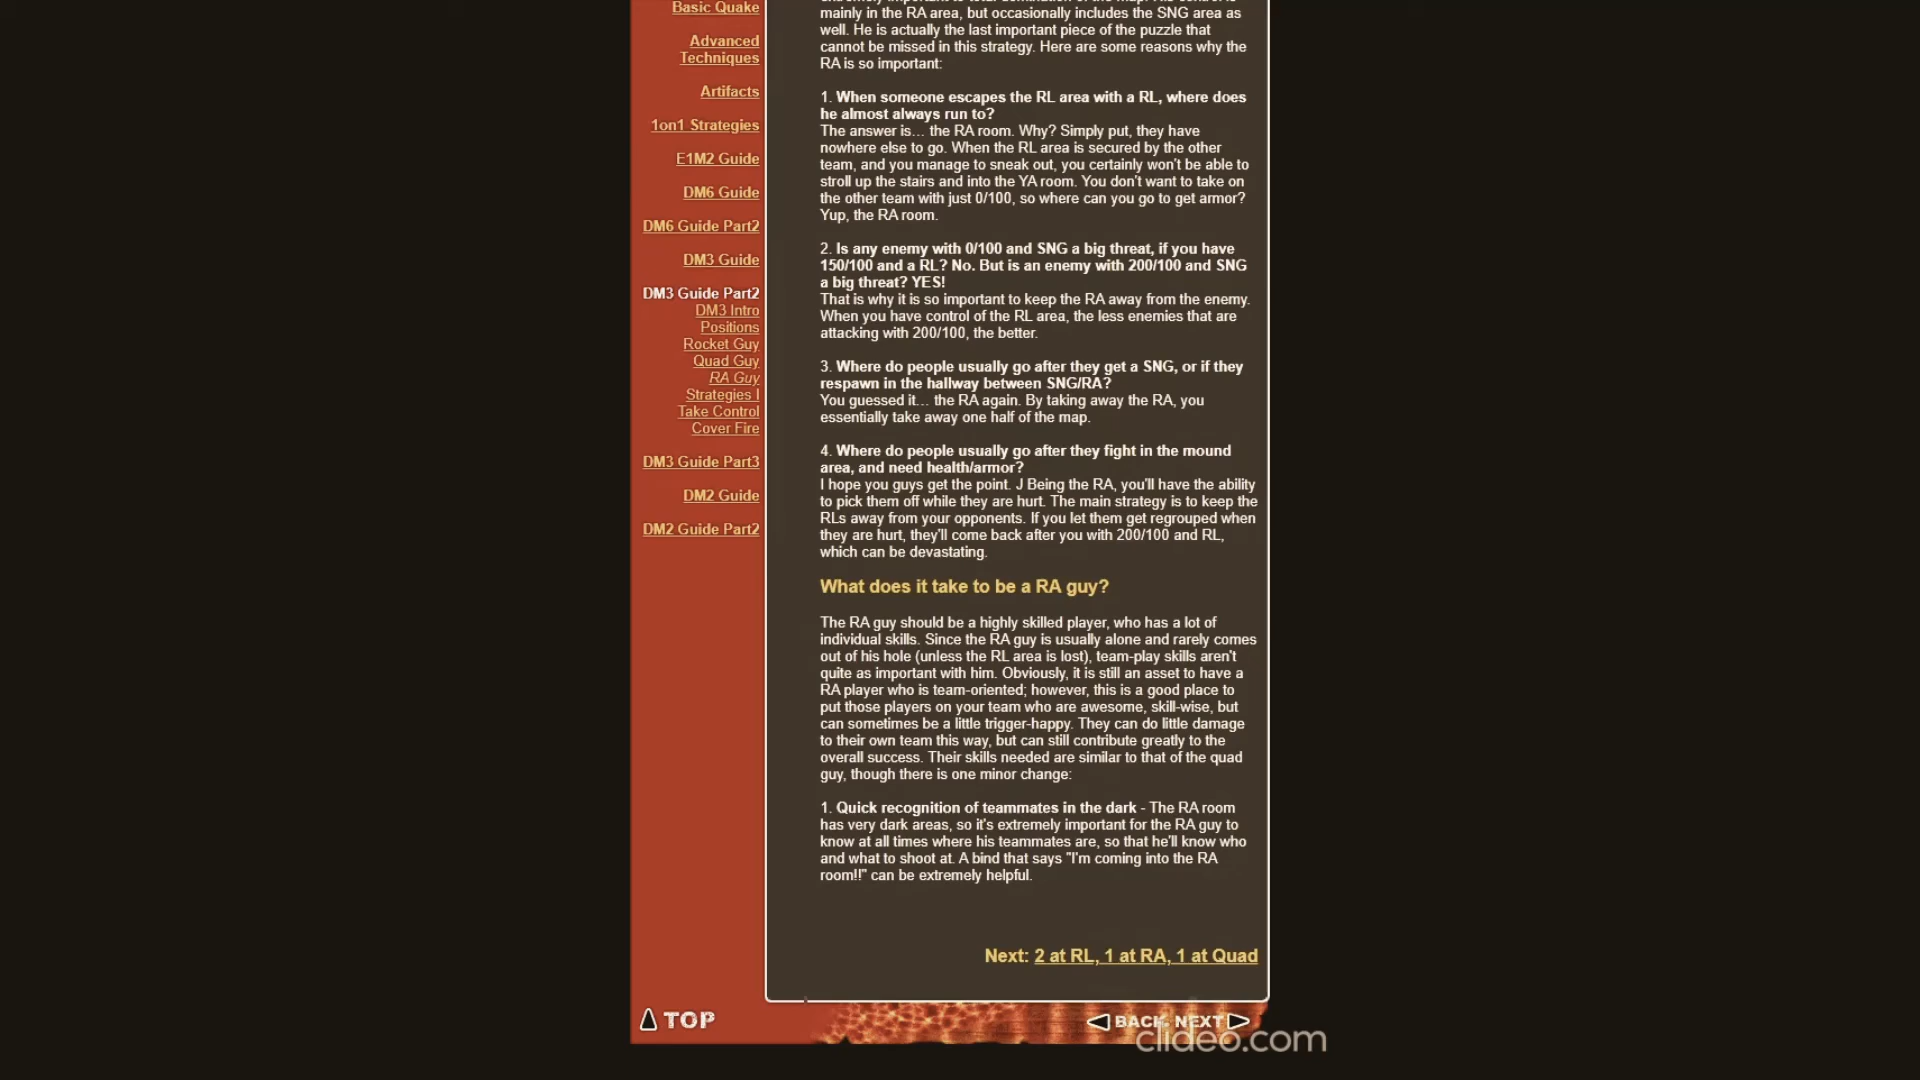 Basic Quake
Advanced
Techniques
Artifacts
1on1 Strategies
E1M2 Guide
DM6 Guide
DM6 Guide Part2
DM3 Guide
DM3 Guide Part2
DM3 Intro
Positions
Rocket Guy
Quad Guy
RA Guy
Strategies I
Take Control
Cover Fire
DM3 Guide Part3
DM2 Guide
DM2 Guide Part2
mainly in the RA area, but occasionally includes the SNG area as
well. He is actually the last important piece of the puzzle that
cannot be missed in this strategy. Here are some reasons why the
RA is so important:
1. When someone escapes the RL area with a RL, where does
he almost always run to?
The answer is... the RA room. Why? Simply put, they have
nowhere else to go. When the RL area is secured by the other
team, and you manage to sneak out, you certainly won't be able to
stroll up the stairs and into the YA room. You don't want to take on
the other team with just 0/100, so where can you go to get armor?
Yup, the RA room.
2. Is any enemy with 0/100 and SNG a big threat, if you have
150/100 and a RL? No. But is an enemy with 200/100 and SNG
a big threat? YES!
That is why it is so important to keep the RA away from the enemy.
When you have control of the RL area, the less enemies that are
attacking with 200/100, the better.
3. Where do people usually go after they get a SNG, or if they
respawn in the hallway between SNG/RA?
You guessed it... the RA again. By taking away the RA, you
essentially take away one half of the map.
4. Where do people usually go after they fight in the mound
area, and need health/armor?
I hope you guys get the point. J Being the RA, you'll have the ability
to pick them off while they are hurt. The main strategy is to keep the
RLs away from your opponents. If you let them get regrouped when
they are hurt, they'll come back after you with 200/100 and RL,
which can be devastating.
What does it take to be a RA guy?
The RA guy should be a highly skilled player, who has a lot of
individual skills. Since the RA guy is usually alone and rarely comes
out of his hole (unless the RL area is lost), team-play skills aren't
quite as important with him. Obviously, it is still an asset to have a
RA player who is team-oriented; however, this is a good place to
put those players on your team who are awesome, skill-wise, but
can sometimes be a little trigger-happy. They can do little damage
to their own team this way, but can still contribute greatly to the
overall success. Their skills needed are similar to that of the quad
guy, though there is one minor change:
1. Quick recognition of teammates in the dark - The RA room
has very dark areas, so it's extremely important for the RA guy to
know at all times where his teammates are, so that he'll know who
and what to shoot at. A bind that says "I'm coming into the RA
room!!" can be extremely helpful.
Next: 2 at RL, 1 at RA, 1 at Quad
TOP
BACK NEXT
clideo.com